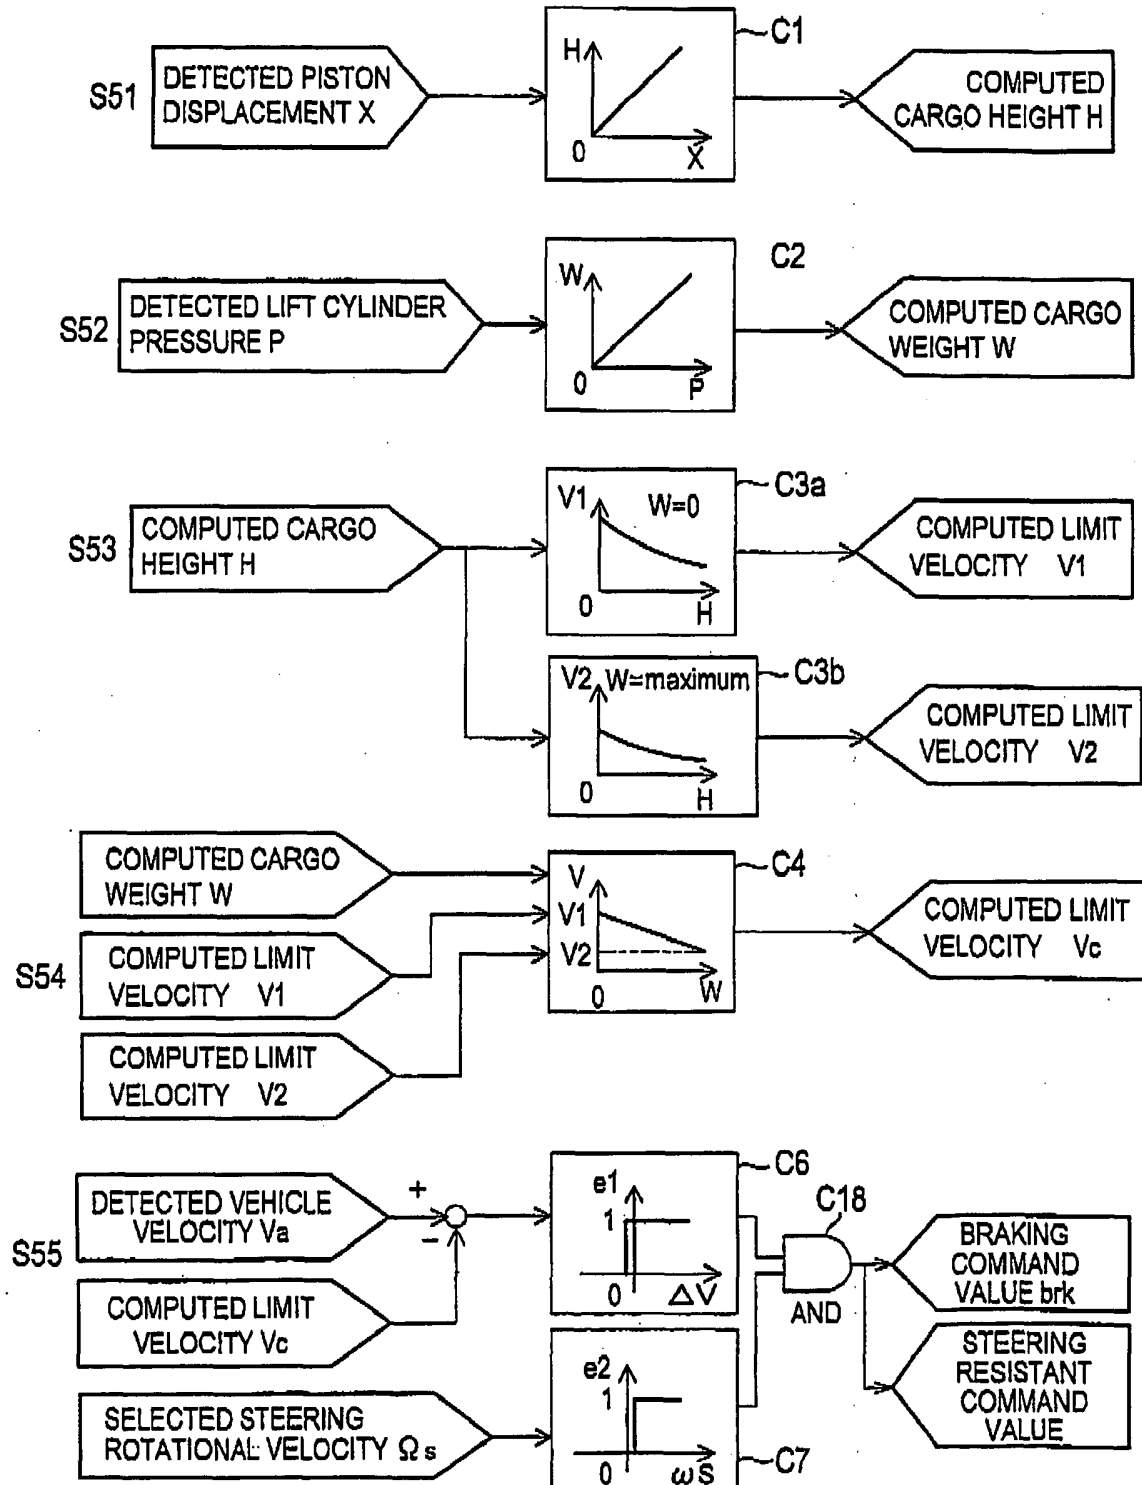 C1
S51
DETECTED PISTON
DISPLACEMENT X
H
0
X
COMPUTED
CARGO HEIGHT H
C2
S52
DETECTED LIFT CYLINDER
PRESSURE P
W
0
P
COMPUTED CARGO
WEIGHT W
C3a
S53
COMPUTED CARGO
HEIGHT H
V1
W=0
0
H
COMPUTED LIMIT
VELOCITY V1
C3b
V2
W=maximum
0
H
COMPUTED LIMIT
VELOCITY V2
S54
COMPUTED CARGO
WEIGHT W
COMPUTED LIMIT
VELOCITY V1
COMPUTED LIMIT
VELOCITY V2
C4
V
V1
V2
0
W
COMPUTED LIMIT
VELOCITY Vc
S55
DETECTED VEHICLE
VELOCITY Va
COMPUTED LIMIT
VELOCITY Vc
+
−
C6
e1
1
0
ΔV
C18
AND
BRAKING
COMMAND
VALUE brk
STEERING
RESISTANT
COMMAND
VALUE
SELECTED STEERING
ROTATIONAL VELOCITY Ωs
e2
1
0
ωS
C7